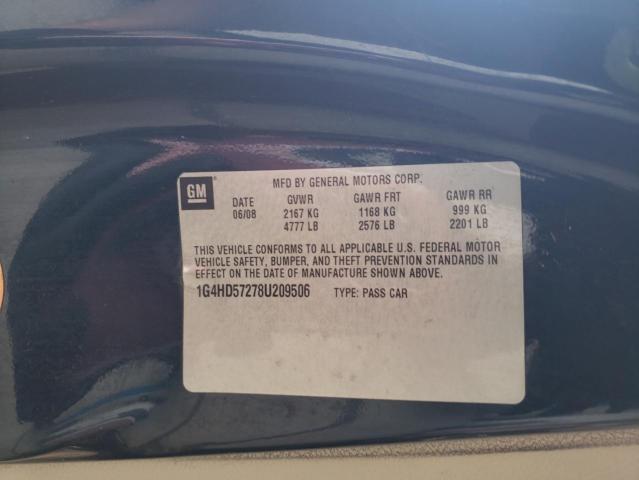 GM
MFD BY GENERAL MOTORS CORP.
DATE GVWR GAWR FRT GAWR RR
06/08 2167 KG 1168 KG 999 KG
4777 LB 2576 LB 2201 LB
THIS VEHICLE CONFORMS TO ALL APPLICABLE U.S. FEDERAL MOTOR
VEHICLE SAFETY, BUMPER, AND THEFT PREVENTION STANDARDS IN
EFFECT ON THE DATE OF MANUFACTURE SHOWN ABOVE.
1G4HD57278U209506 TYPE: PASS CAR